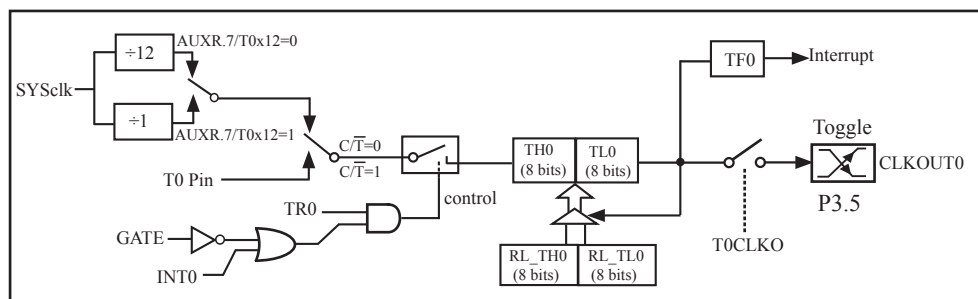 AUXR.7/T0x12=0
÷12
SYSclk
÷1
AUXR.7/T0x12=1
C/T̅=0
C/T̅=1
T0 Pin
control
TR0
GATE
INT0
TH0
(8 bits)
TL0
(8 bits)
RL_TH0
(8 bits)
RL_TL0
(8 bits)
TF0
Interrupt
Toggle
CLKOUT0
P3.5
T0CLKO